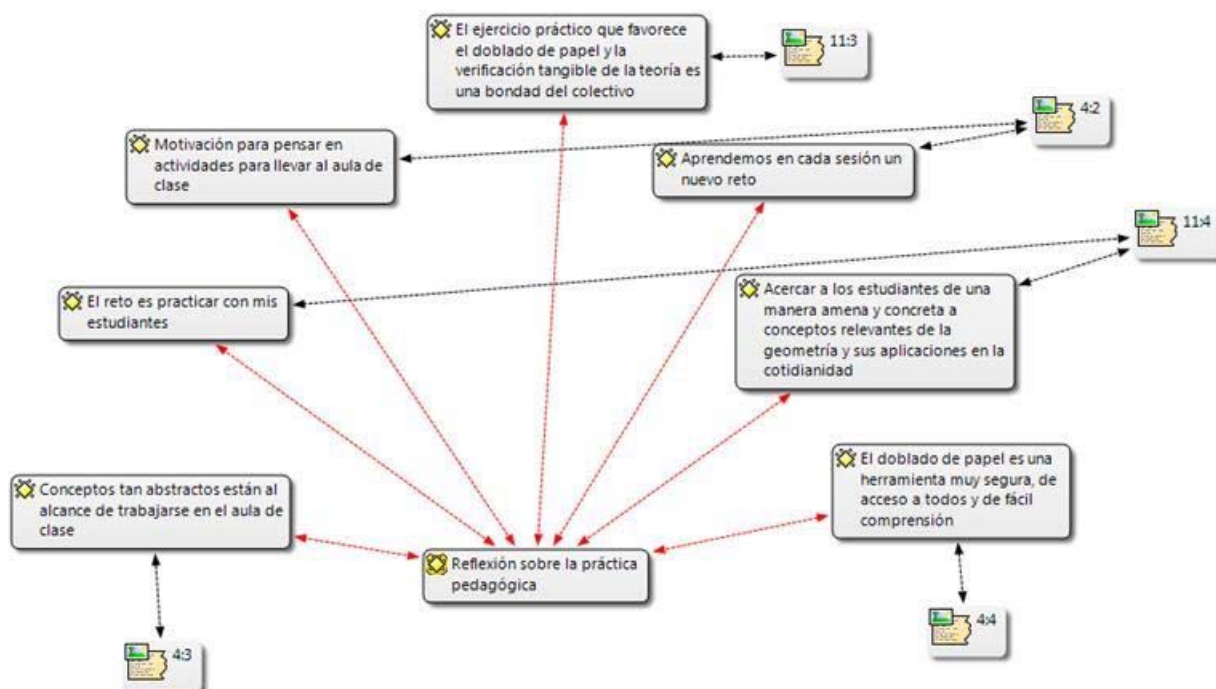 El ejercicio práctico que favorece
el doblado de papel y la
verificación tangible de la teoría es
una bondad del colectivo
11:3
4:2
Motivación para pensar en
actividades para llevar al aula de
clase
Aprendemos en cada sesión un
nuevo reto
11:4
El reto es practicar con mis
estudiantes
Acercar a los estudiantes de una
manera amena y concreta a
conceptos relevantes de la
geometría y sus aplicaciones en la
cotidianidad
El doblado de papel es una
herramienta muy segura, de
acceso a todos y de fácil
comprensión
Conceptos tan abstractos están al
alcance de trabajarse en el aula de
clase
Reflexión sobre la práctica
pedagógica
4:4
4:3